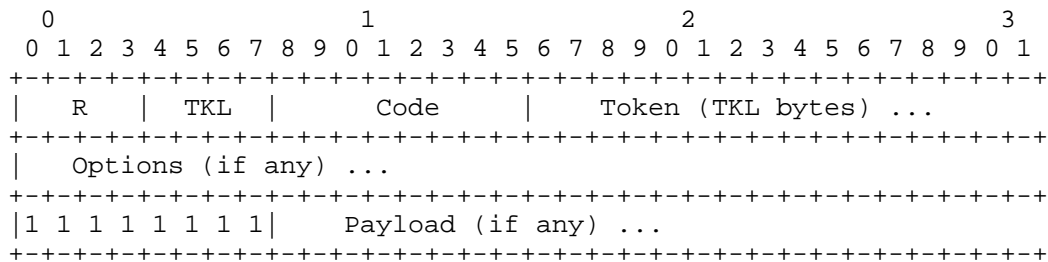 0                   1                   2                   3
 0 1 2 3 4 5 6 7 8 9 0 1 2 3 4 5 6 7 8 9 0 1 2 3 4 5 6 7 8 9 0 1
+-+-+-+-+-+-+-+-+-+-+-+-+-+-+-+-+-+-+-+-+-+-+-+-+-+-+-+-+-+-+-+-+
|   R   |  TKL  |      Code     |    Token (TKL bytes) ...
+-+-+-+-+-+-+-+-+-+-+-+-+-+-+-+-+-+-+-+-+-+-+-+-+-+-+-+-+-+-+-+-+
|   Options (if any) ...
+-+-+-+-+-+-+-+-+-+-+-+-+-+-+-+-+-+-+-+-+-+-+-+-+-+-+-+-+-+-+-+-+
|1 1 1 1 1 1 1 1|    Payload (if any) ...
+-+-+-+-+-+-+-+-+-+-+-+-+-+-+-+-+-+-+-+-+-+-+-+-+-+-+-+-+-+-+-+-+